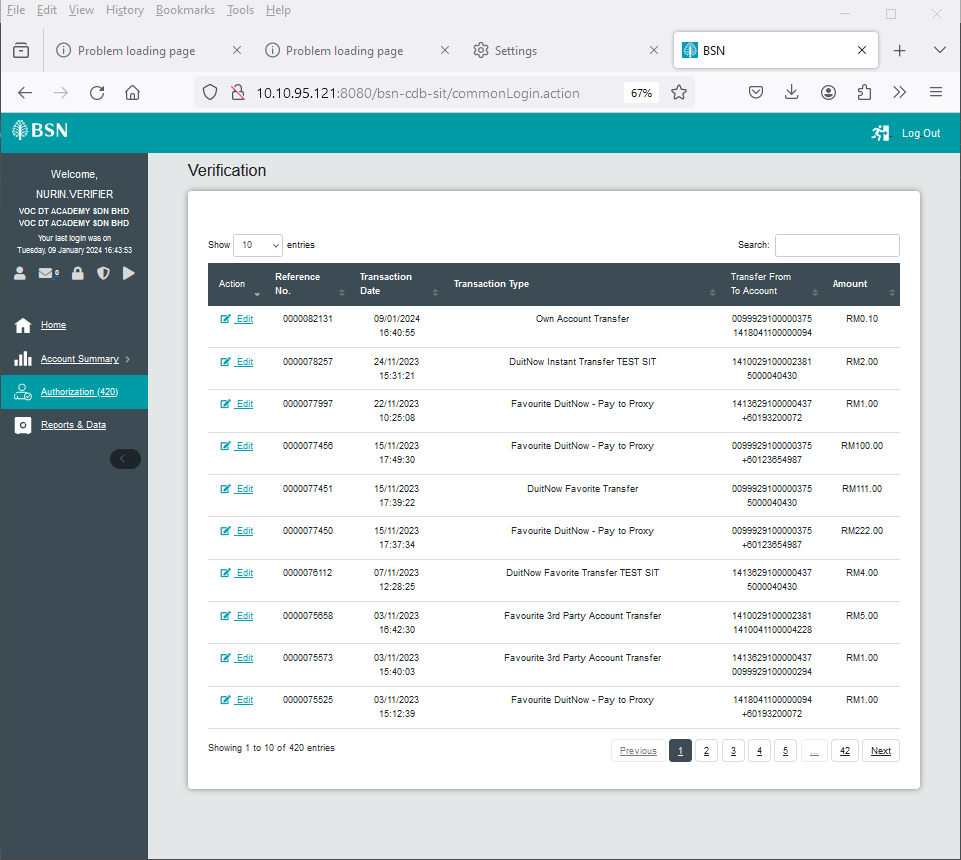 File Edit View History Bookmarks Tools Help
Problem loading page
Problem loading page
Settings
BSN
10.10.95.121:8080/bsn-cdb-sit/commonLogin.action
67%
BSN
Log Out
Welcome,
NURIN.VERIFIER
VOC DT ACADEMY SDN BHD
VOC DT ACADEMY SDN BHD
Your last login was on
Tuesday, 09 January 2024 16:43:53
0
Home
Account Summary
Authorization (420)
Reports & Data
Verification
Show 10 entries
Search:
Action Reference No. Transaction Date Transaction Type Transfer From To Account Amount
Edit 0000082131 09/01/2024 Own Account Transfer 0099929100000375 RM0.10
16:40:55 1418041100000094
Edit 0000078257 24/11/2023 DuitNow Instant Transfer TEST SIT 1410029100002381 RM2.00
15:31:21 5000040430
Edit 0000077997 22/11/2023 Favourite DuitNow - Pay to Proxy 1413629100000437 RM1.00
10:25:08 +60193200072
Edit 0000077456 15/11/2023 Favourite DuitNow - Pay to Proxy 0099929100000375 RM100.00
17:49:30 +60123654987
Edit 0000077451 15/11/2023 DuitNow Favorite Transfer 0099929100000375 RM111.00
17:39:22 5000040430
Edit 0000077450 15/11/2023 Favourite DuitNow - Pay to Proxy 0099929100000375 RM222.00
17:37:34 +60123654987
Edit 0000076112 07/11/2023 DuitNow Favorite Transfer TEST SIT 1413629100000437 RM4.00
12:28:25 5000040430
Edit 0000075658 03/11/2023 Favourite 3rd Party Account Transfer 1410029100002381 RM5.00
16:42:30 1410041100004228
Edit 0000075573 03/11/2023 Favourite 3rd Party Account Transfer 1413629100000437 RM1.00
15:40:03 0099929100000294
Edit 0000075525 03/11/2023 Favourite DuitNow - Pay to Proxy 1418041100000094 RM1.00
15:12:39 +60193200072
Showing 1 to 10 of 420 entries
Previous 1 2 3 4 5 ... 42 Next